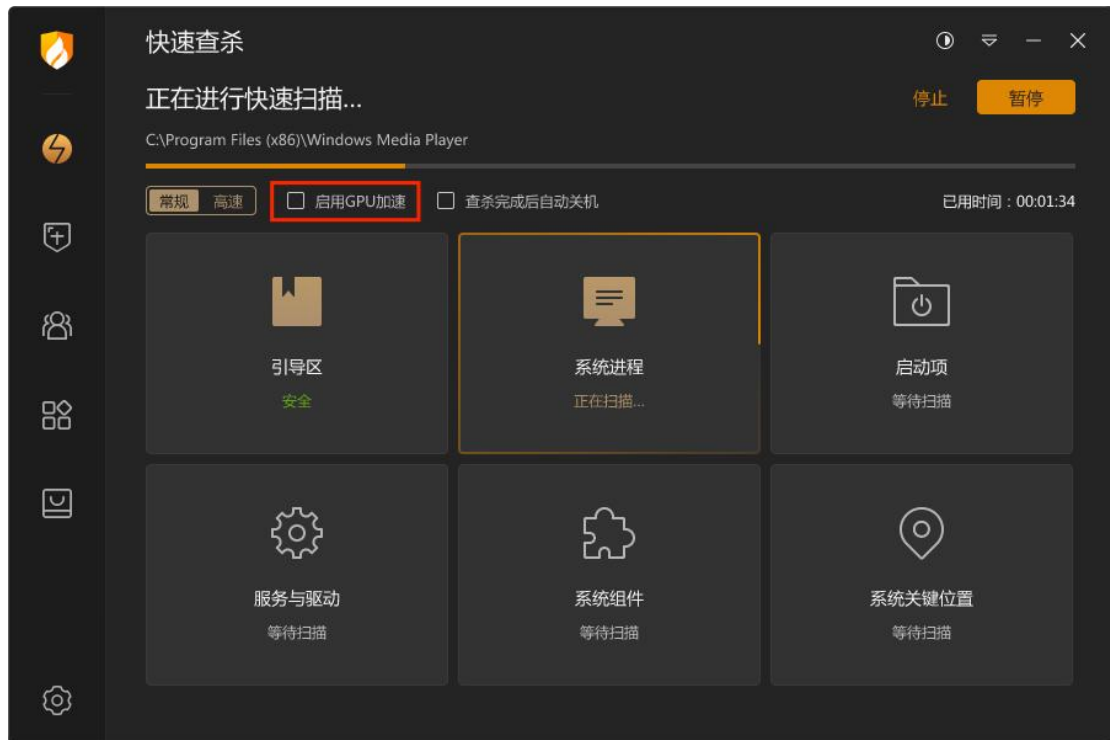 快速查杀
正在进行快速扫描...
停止
暂停
C:\Program Files (x86)\Windows Media Player
常规 高速 启用GPU加速 查杀完成后自动关机 已用时间：00:01:34
引导区 系统进程 启动项
安全 正在扫描... 等待扫描
服务与驱动 系统组件 系统关键位置
等待扫描 等待扫描 等待扫描